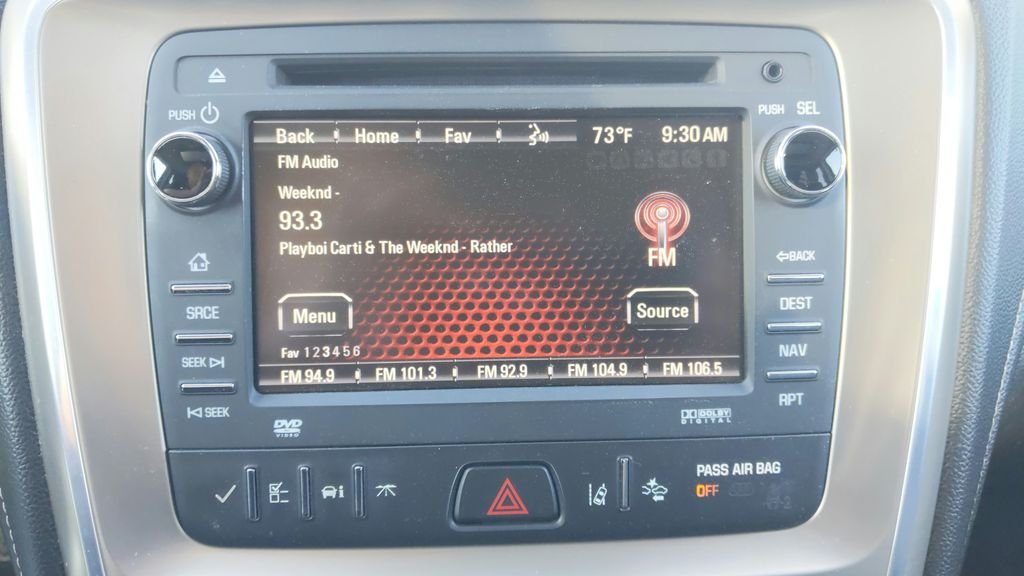 PUSH
PUSH SEL
Back Home Fav 73°F 9:30 AM
FM Audio
Weeknd -
93.3
Playboi Carti & The Weeknd - Rather
FM
Menu
Source
Fav 1 2 3 4 5 6
FM 94.9 FM 101.3 FM 92.9 FM 104.9 FM 106.5
SRCE
SEEK
SEEK
BACK
DEST
NAV
RPT
DVD
VIDEO
DOLBY
DIGITAL
PASS AIR BAG
OFF